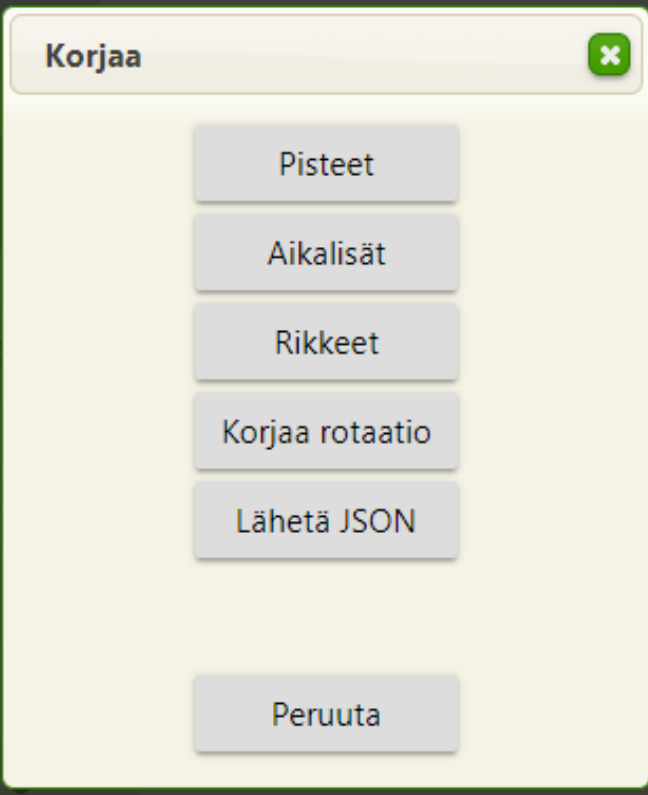 Korjaa
Pisteet
Aikalisät
Rikkeet
Korjaa rotaatio
Lähetä JSON
Peruuta